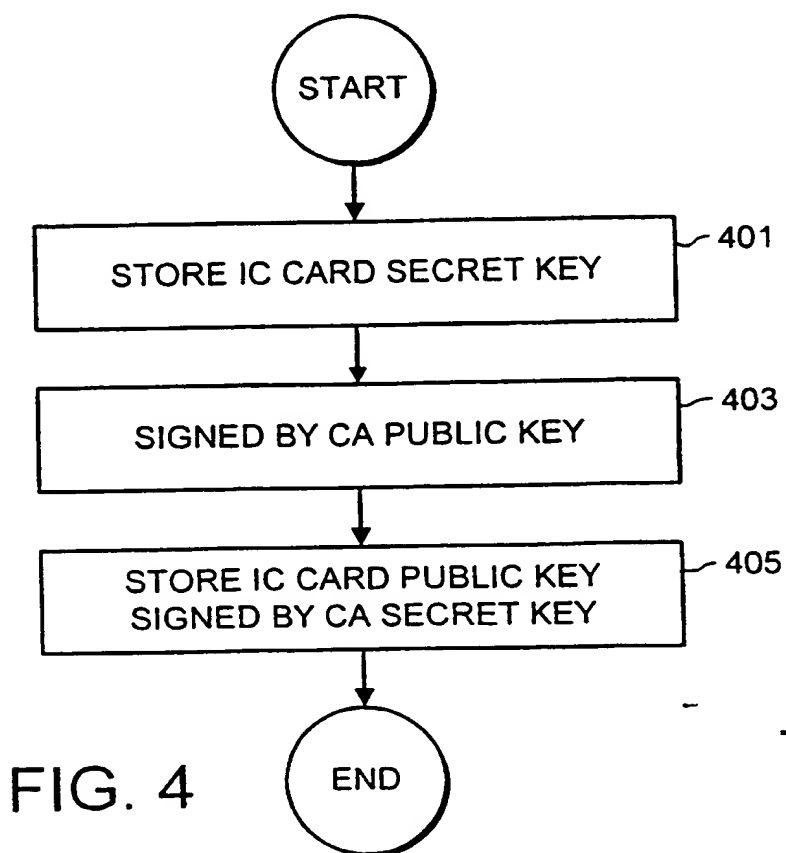 START
STORE IC CARD SECRET KEY
401
SIGNED BY CA PUBLIC KEY
403
STORE IC CARD PUBLIC KEY
SIGNED BY CA SECRET KEY
405
END
FIG. 4